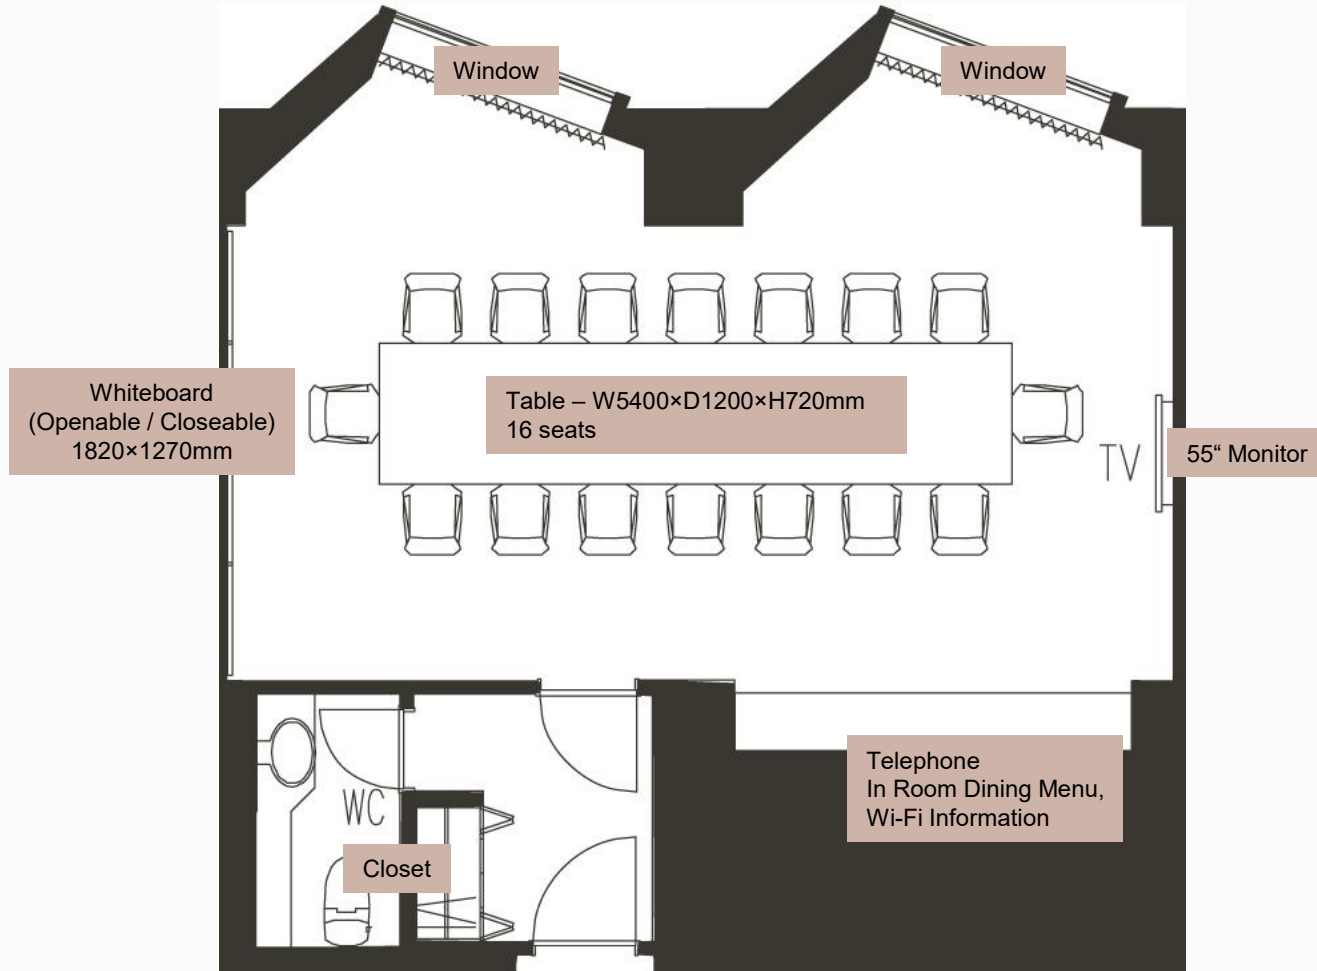 Window
Window
Whiteboard
(Openable / Closeable)
1820×1270mm
Table – W5400×D1200×H720mm
16 seats
TV
55“ Monitor
Telephone
In Room Dining Menu,
Wi-Fi Information
WC
Closet